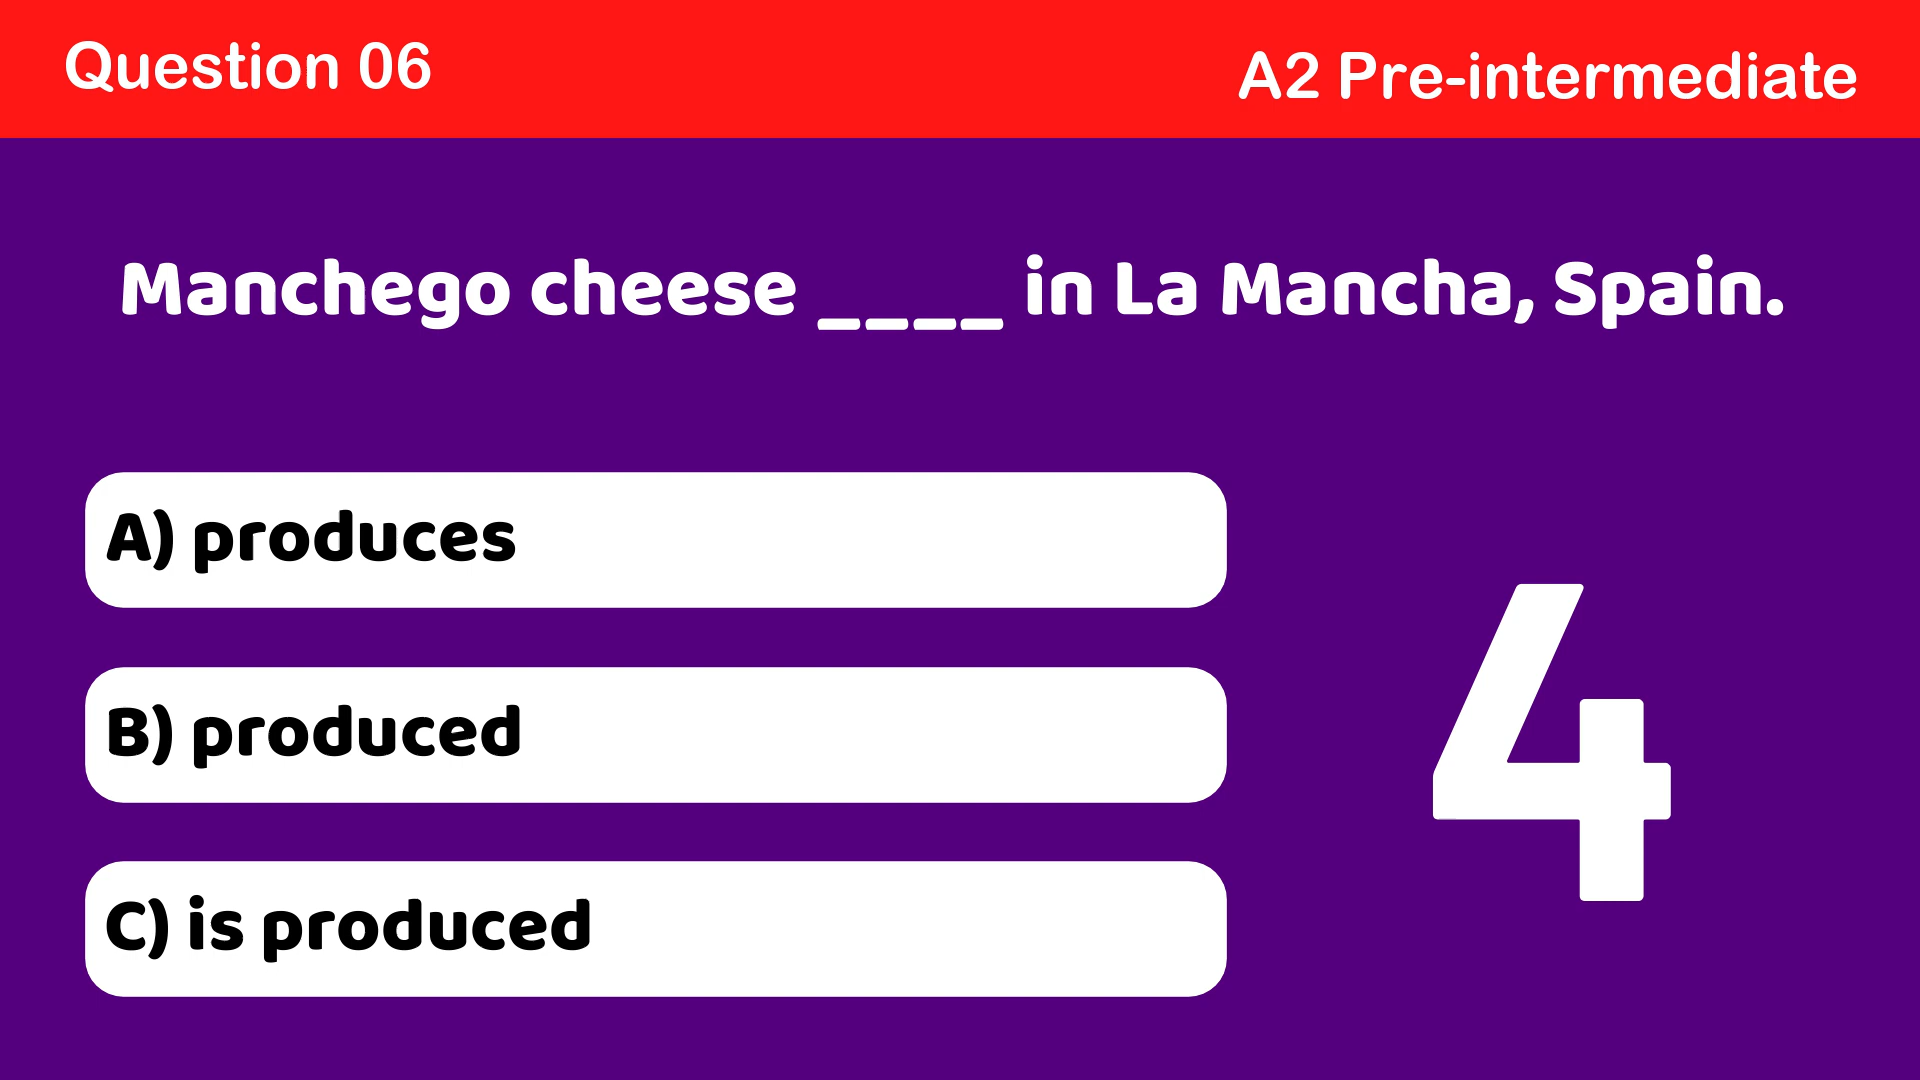 Question 06
A2 Pre-intermediate
Manchego cheese ____ in La Mancha, Spain.
A) produces
B) produced
C) is produced
4